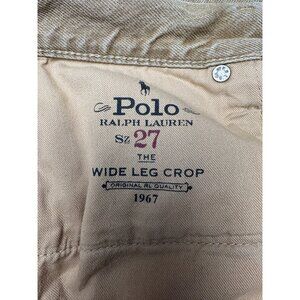 Polo
RALPH LAUREN
Sz 27
THE
WIDE LEG CROP
ORIGINAL RL QUALITY
1967